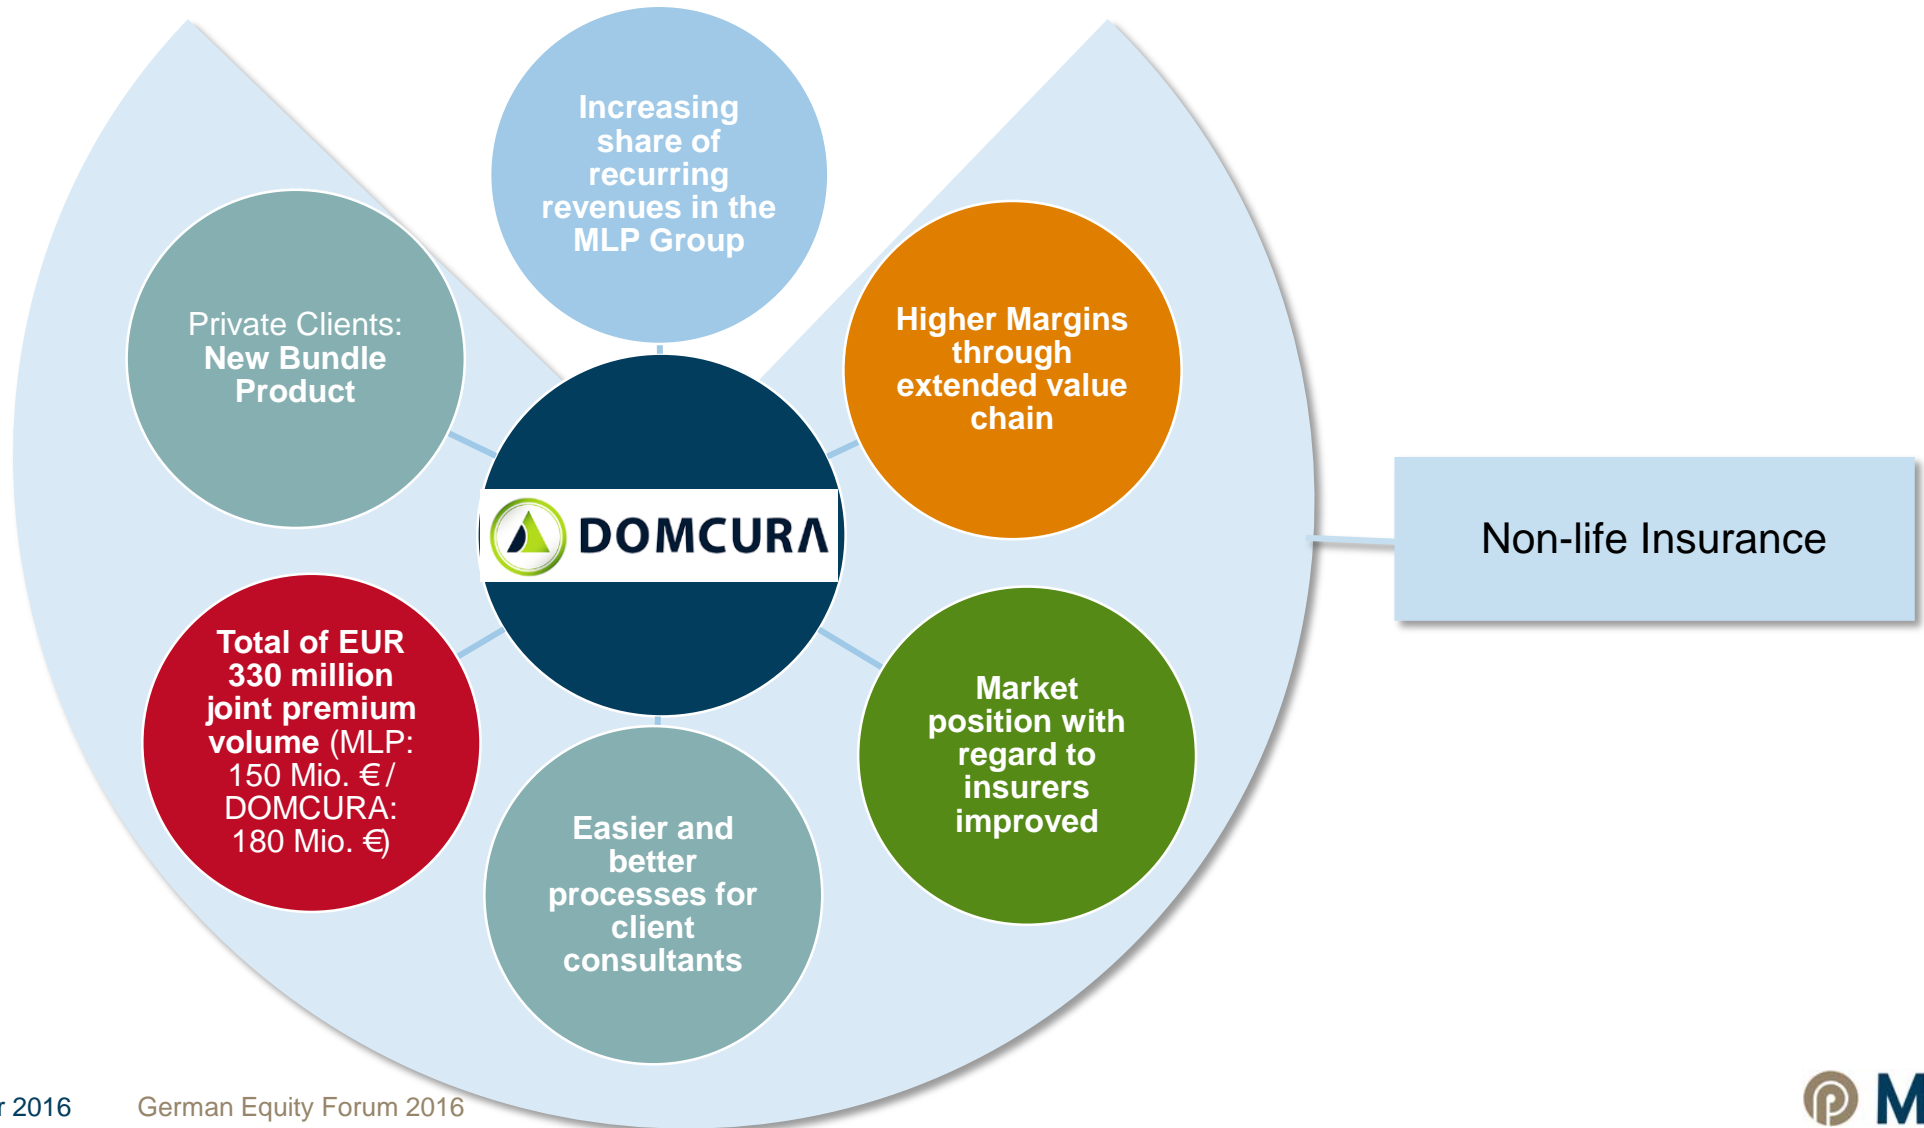 Increasing
share of
recurring
revenues in the
MLP Group
Private Clients:
New Bundle
Product
Higher Margins
through
extended value
chain
DOMCURA
Non-life Insurance
Total of EUR
330 million
joint premium
volume (MLP:
150 Mio. € /
DOMCURA:
180 Mio. €)
Market
position with
regard to
insurers
improved
Easier and
better
processes for
client
consultants
2016
German Equity Forum 2016